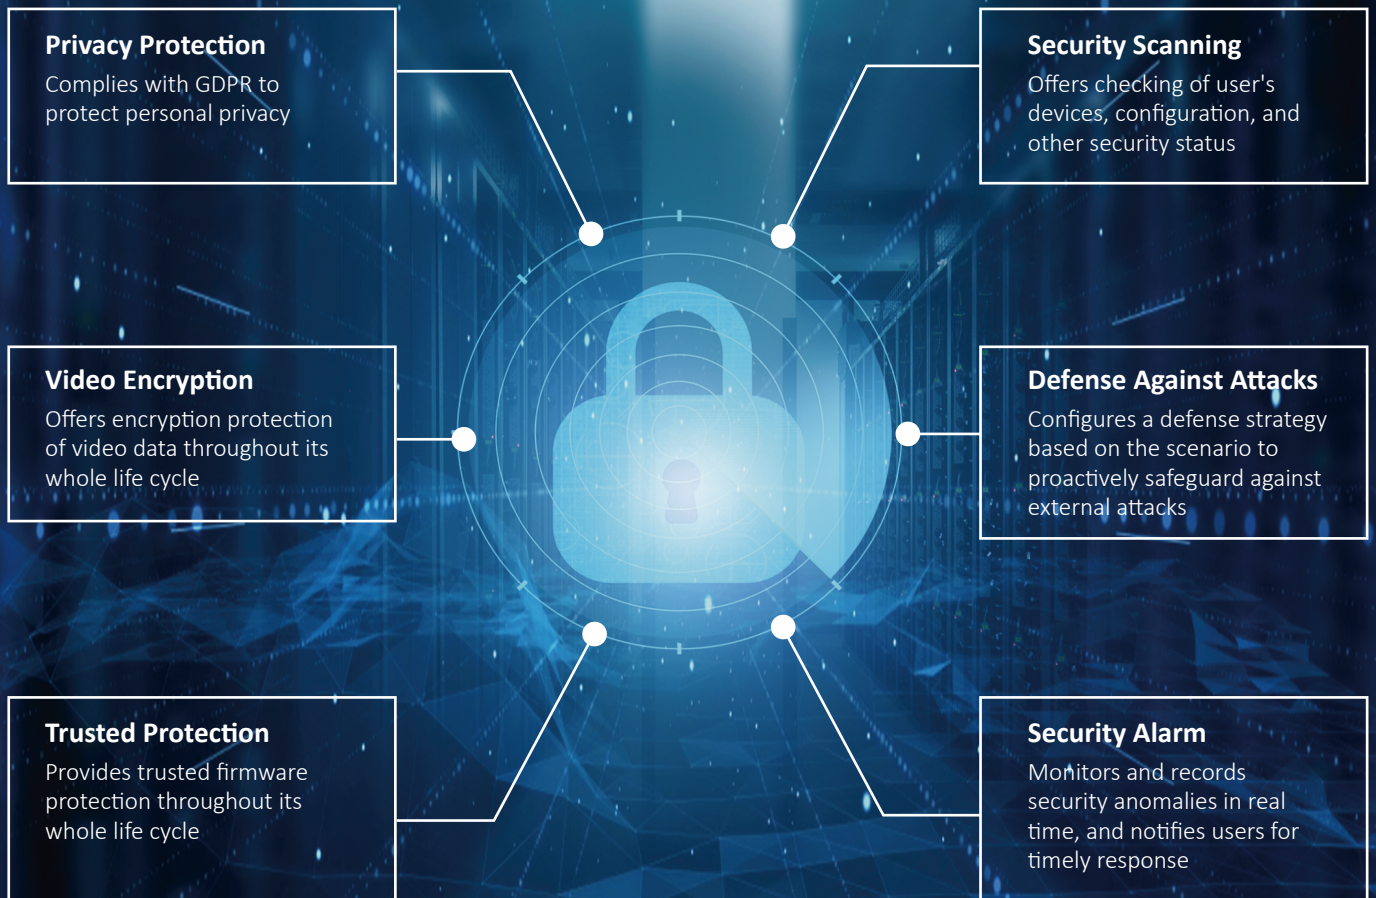 Privacy Protection
Complies with GDPR to
protect personal privacy
Security Scanning
Offers checking of user's
devices, configuration, and
other security status
Video Encryption
Offers encryption protection
of video data throughout its
whole life cycle
Defense Against Attacks
Configures a defense strategy
based on the scenario to
proactively safeguard against
external attacks
Trusted Protection
Provides trusted firmware
protection throughout its
whole life cycle
Security Alarm
Monitors and records
security anomalies in real
time, and notifies users for
timely response